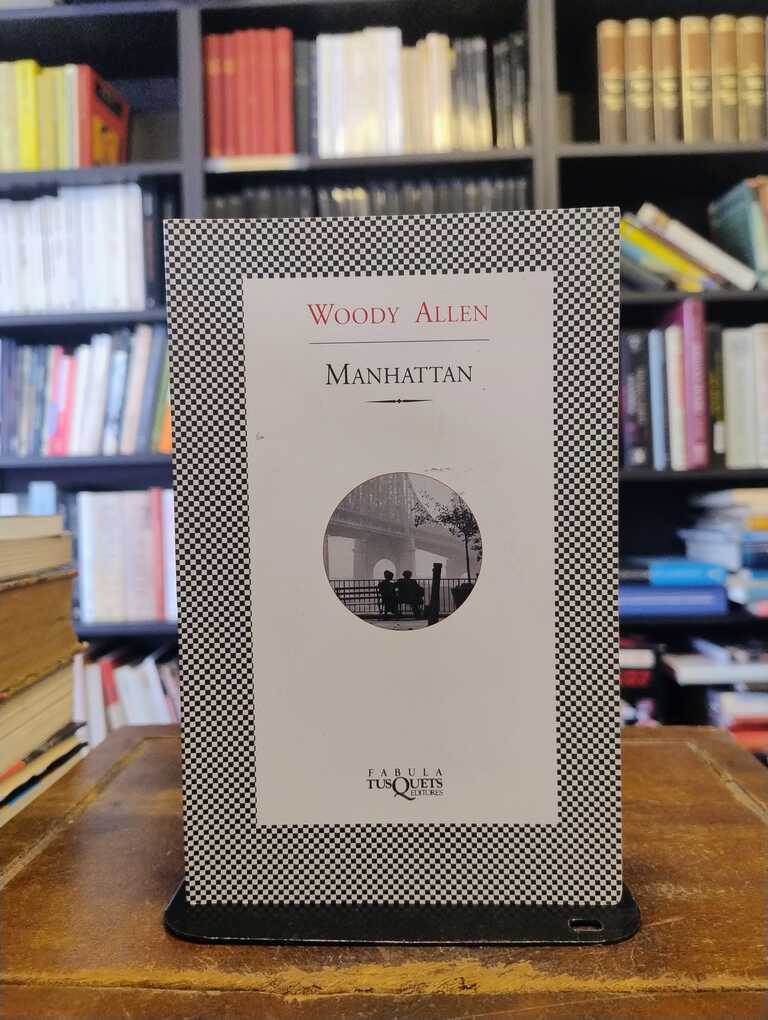 WOODY ALLEN
MANHATTAN
FABULA
TUSQUETS
EDITORES